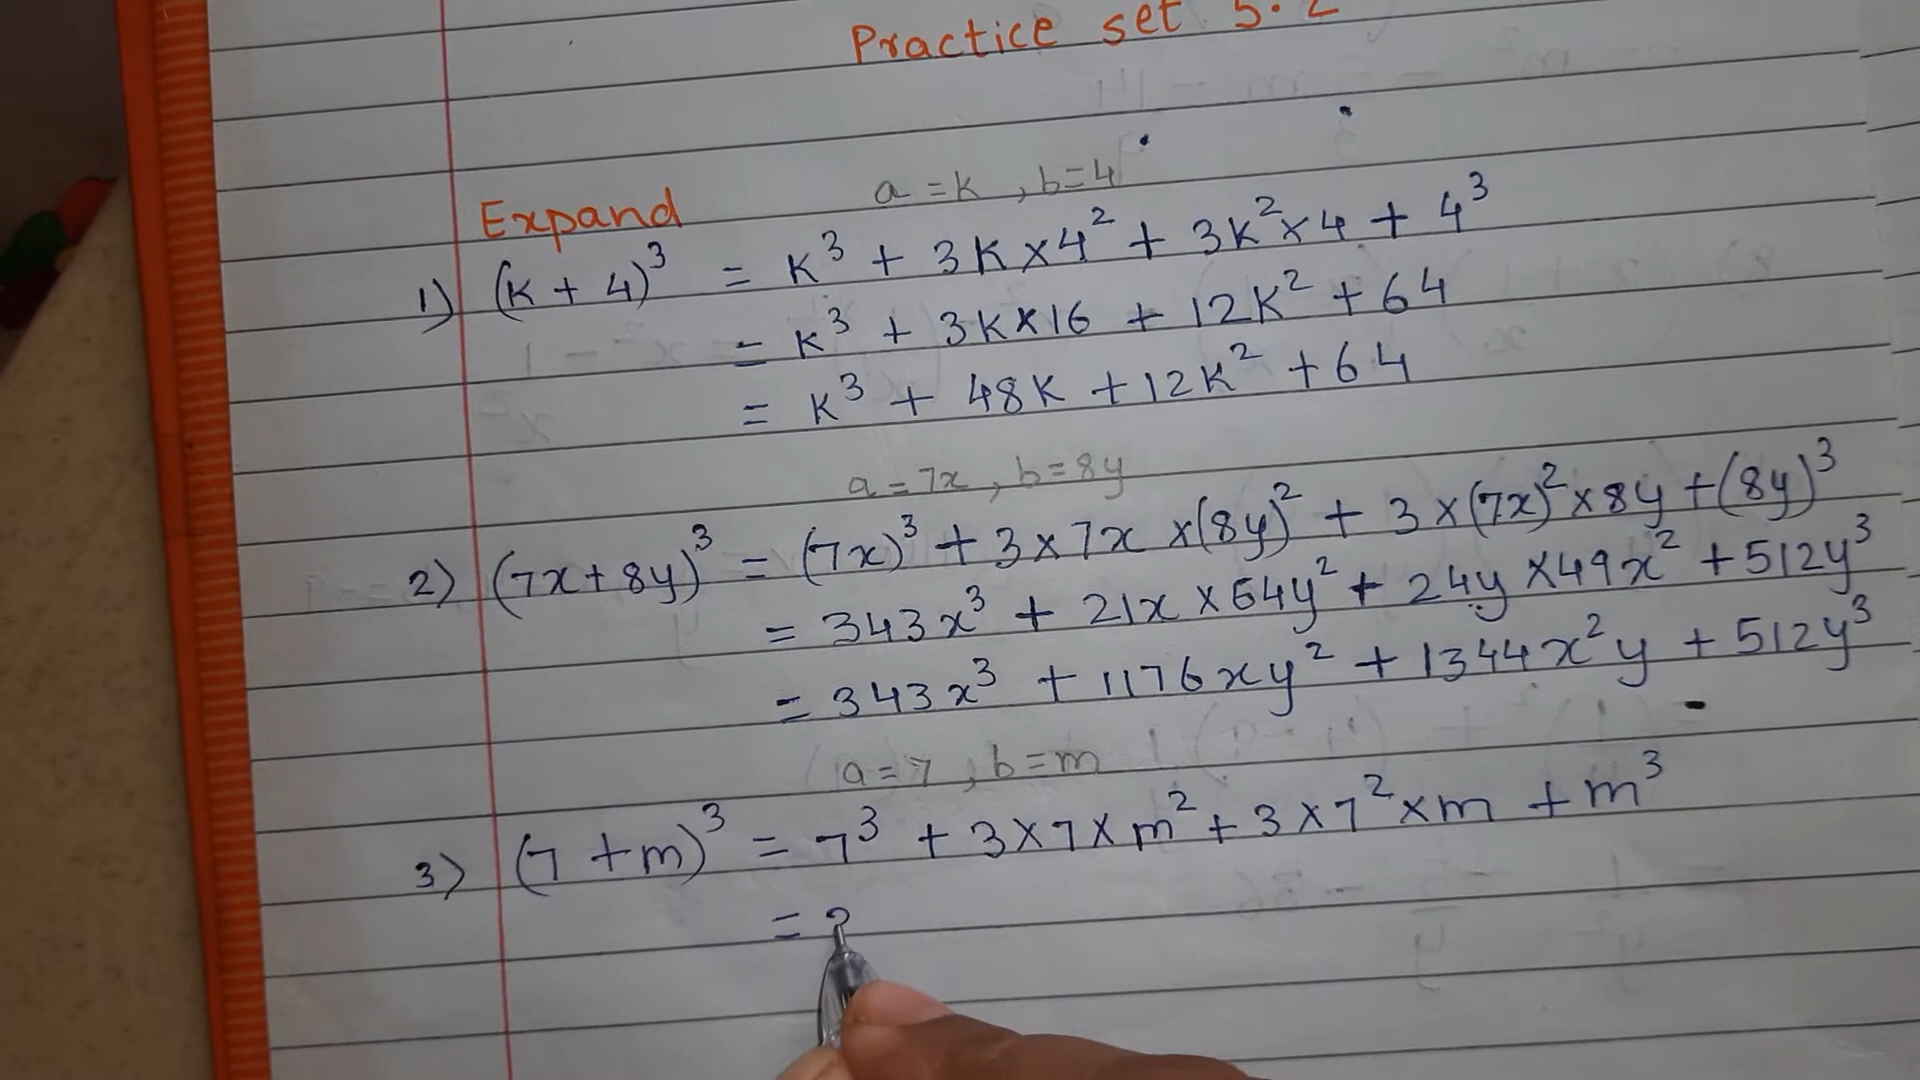 Practice set 5.2
a = k , b = 4
Expand
1) (k + 4)³ = k³ + 3k × 4² + 3k² × 4 + 4³
= k³ + 3k × 16 + 12k² + 64
= k³ + 48k + 12k² + 64
a = 7x , b = 8y
2) (7x + 8y)³ = (7x)³ + 3 × 7x × (8y)² + 3 × (7x)² × 8y + (8y)³
= 343x³ + 21x × 64y² + 24y × 49x² + 512y³
= 343x³ + 1176xy² + 1344x²y + 512y³
a = 7 , b = m
3) (7 + m)³ = 7³ + 3 × 7 × m² + 3 × 7² × m + m³
=